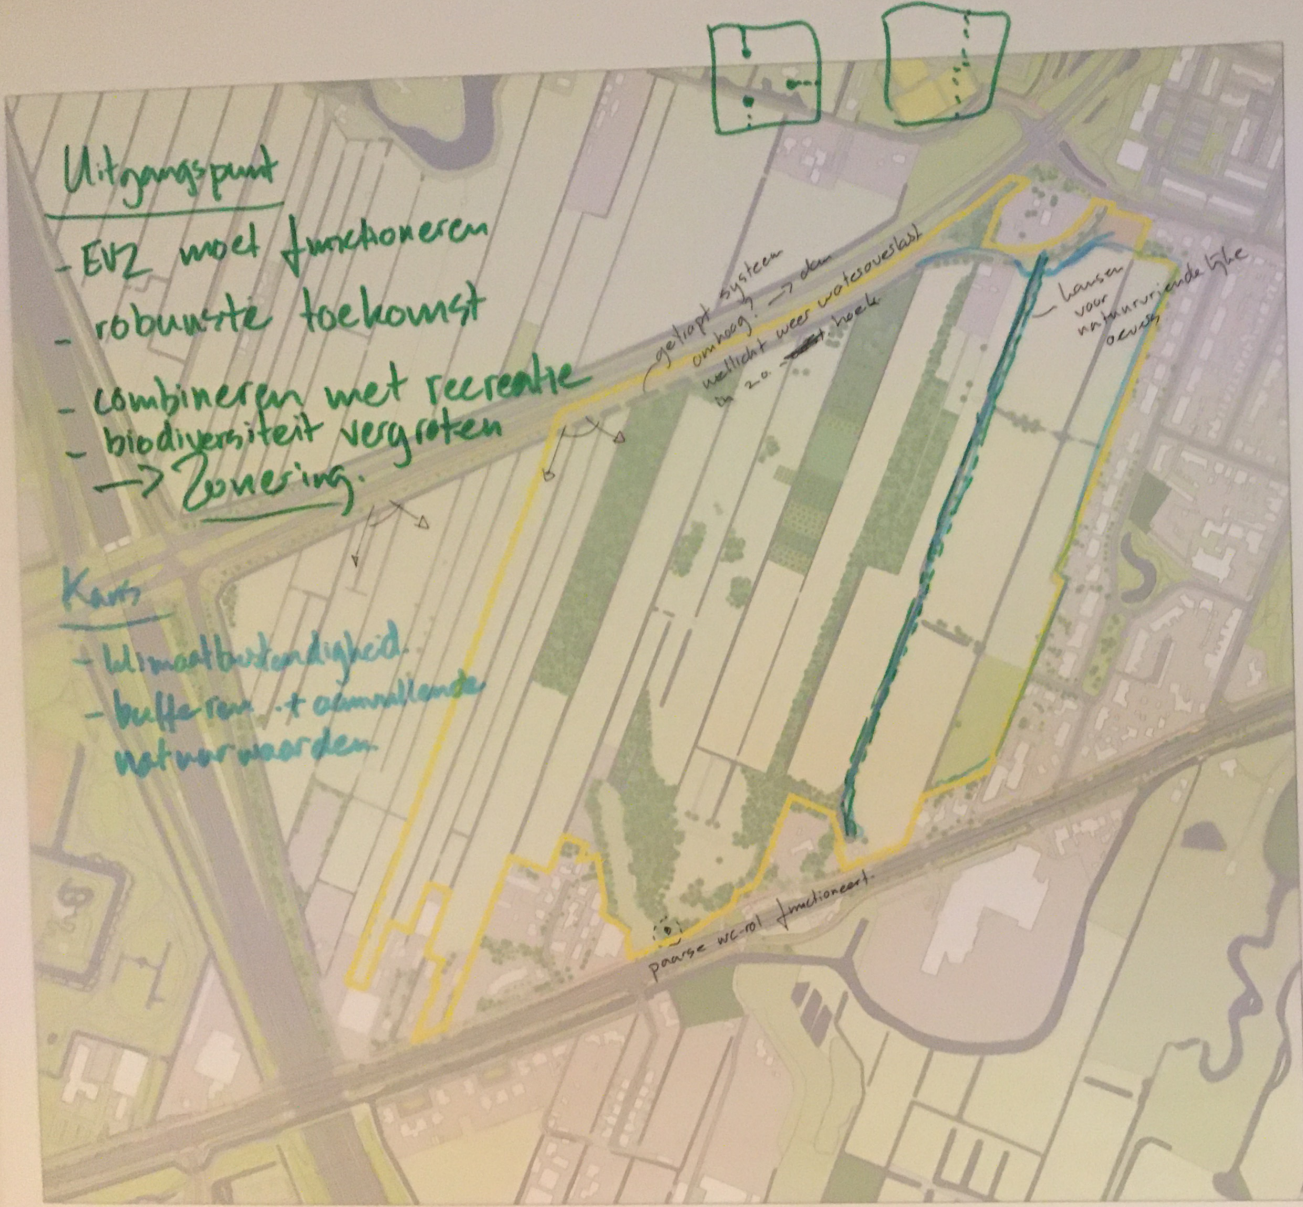 Uitgangspunt
- EVZ moet functioneren
- robuuste toekomst
- combineren met recreatie
- biodiversiteit vergroten
→ Zonering.
Kans
- klimaatbestendigheid.
- bufferen + aanvullende
natuurwaarden.
getrapt systeem
omhoog? → dan
wellicht weer wateroverlast
in z.o. hoek
kansen
voor
natuurvriendelijke
oevers
paarse wc-rol functioneert.